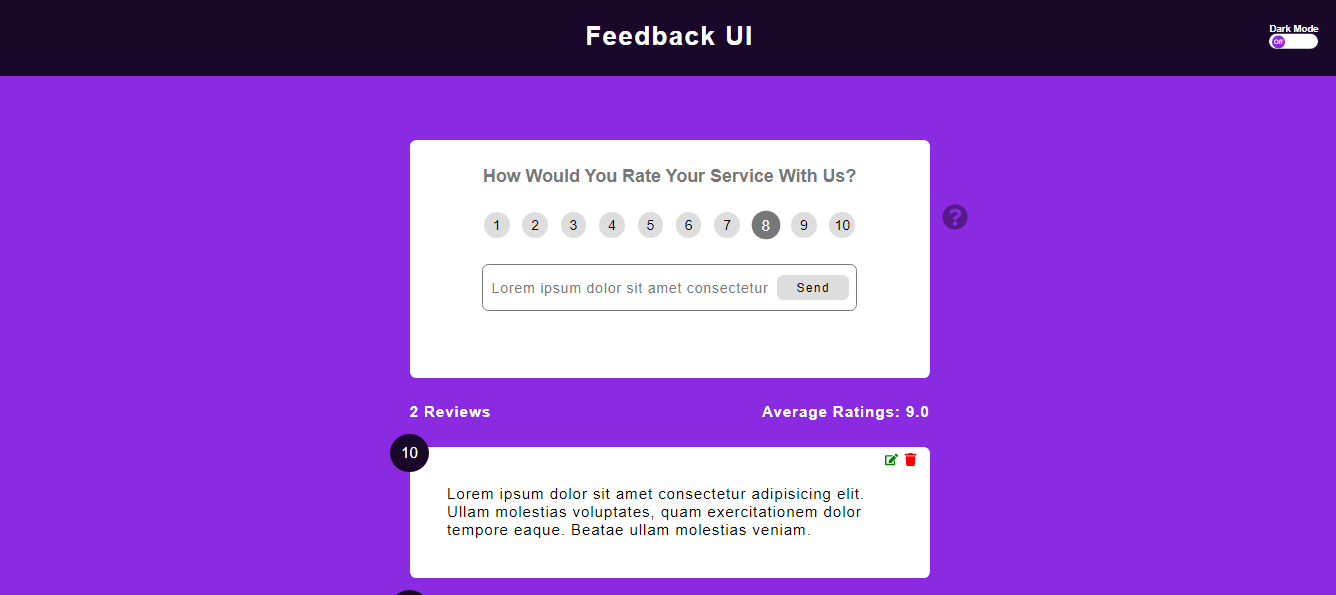 Feedback UI
Dark Mode
Off
How Would You Rate Your Service With Us?
1 2 3 4 5 6 7 8 9 10
?
Lorem ipsum dolor sit amet consectetur Send
2 Reviews Average Ratings: 9.0
10
Lorem ipsum dolor sit amet consectetur adipisicing elit.
Ullam molestias voluptates, quam exercitationem dolor
tempore eaque. Beatae ullam molestias veniam.